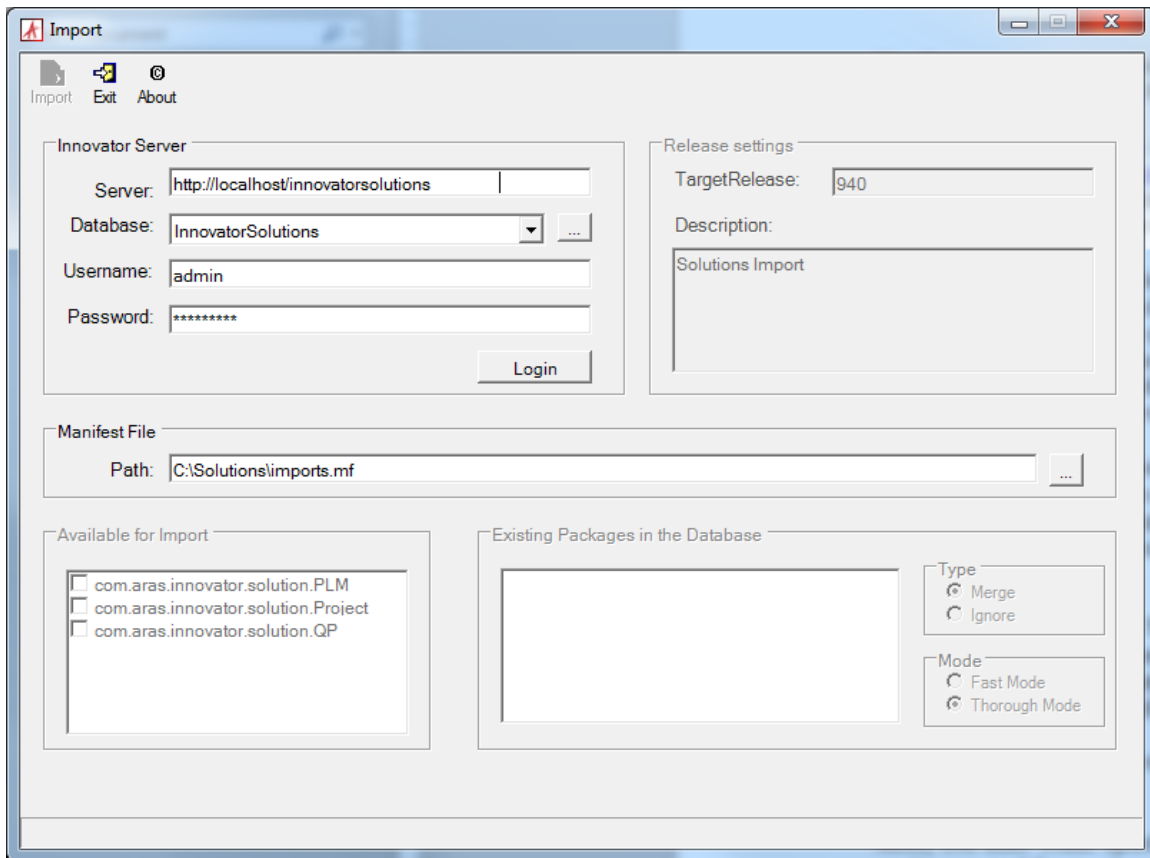 Import
Import Exit About
Innovator Server
Server: http://localhost/innovatorsolutions
Database: InnovatorSolutions ...
Username: admin
Password: *********
Login
Release settings
TargetRelease: 940
Description:
Solutions Import
Manifest File
Path: C:\Solutions\imports.mf ...
Available for Import
com.aras.innovator.solution.PLM
com.aras.innovator.solution.Project
com.aras.innovator.solution.QP
Existing Packages in the Database
Type
Merge
Ignore
Mode
Fast Mode
Thorough Mode